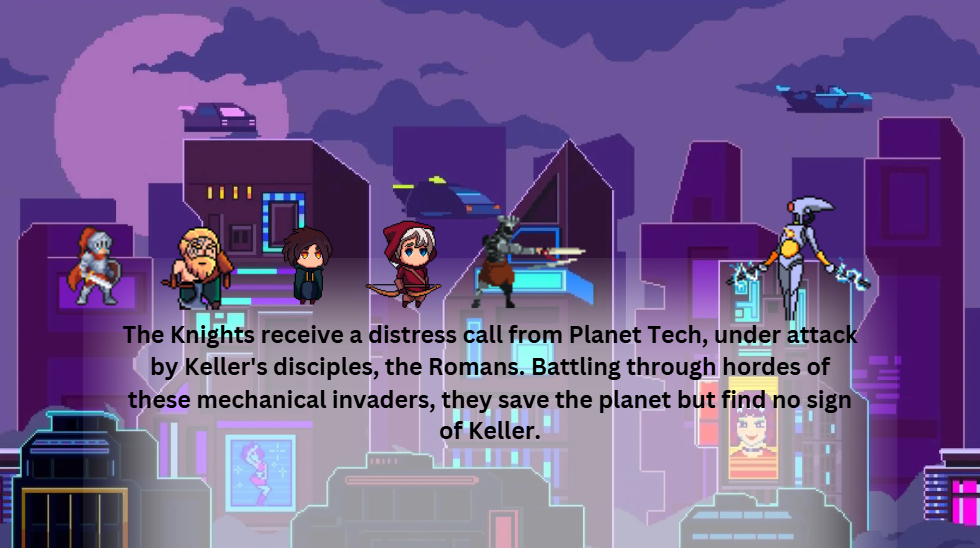 The Knights receive a distress call from Planet Tech, under attack
by Keller's disciples, the Romans. Battling through hordes of
these mechanical invaders, they save the planet but find no sign
of Keller.